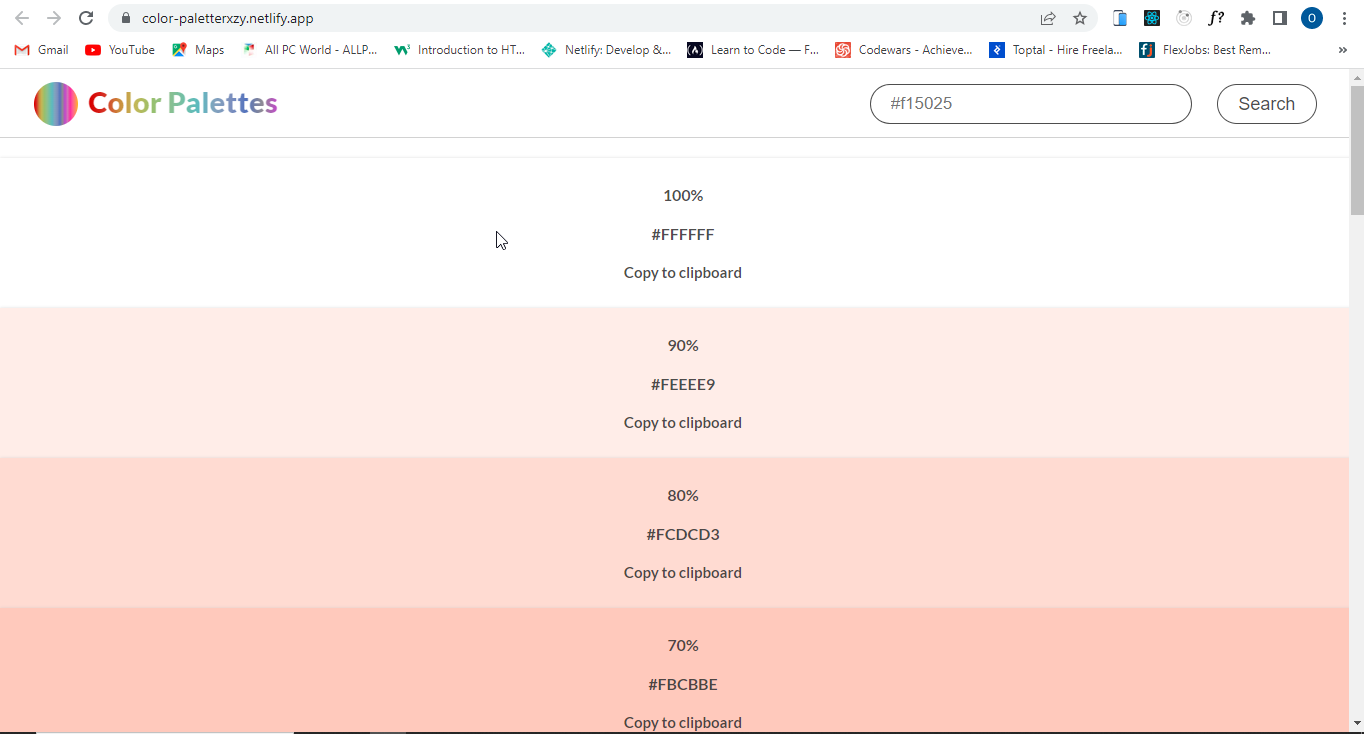 color-paletterxzy.netlify.app
f?
O
Gmail YouTube Maps All PC World - ALLP... Introduction to HT... Netlify: Develop &... (A) Learn to Code — F... Codewars - Achieve... Toptal - Hire Freela... fj FlexJobs: Best Rem... »
Color Palettes #f15025 Search
100%
#FFFFFF
Copy to clipboard
90%
#FEEEE9
Copy to clipboard
80%
#FCDCD3
Copy to clipboard
70%
#FBCBBE
Copy to clipboard